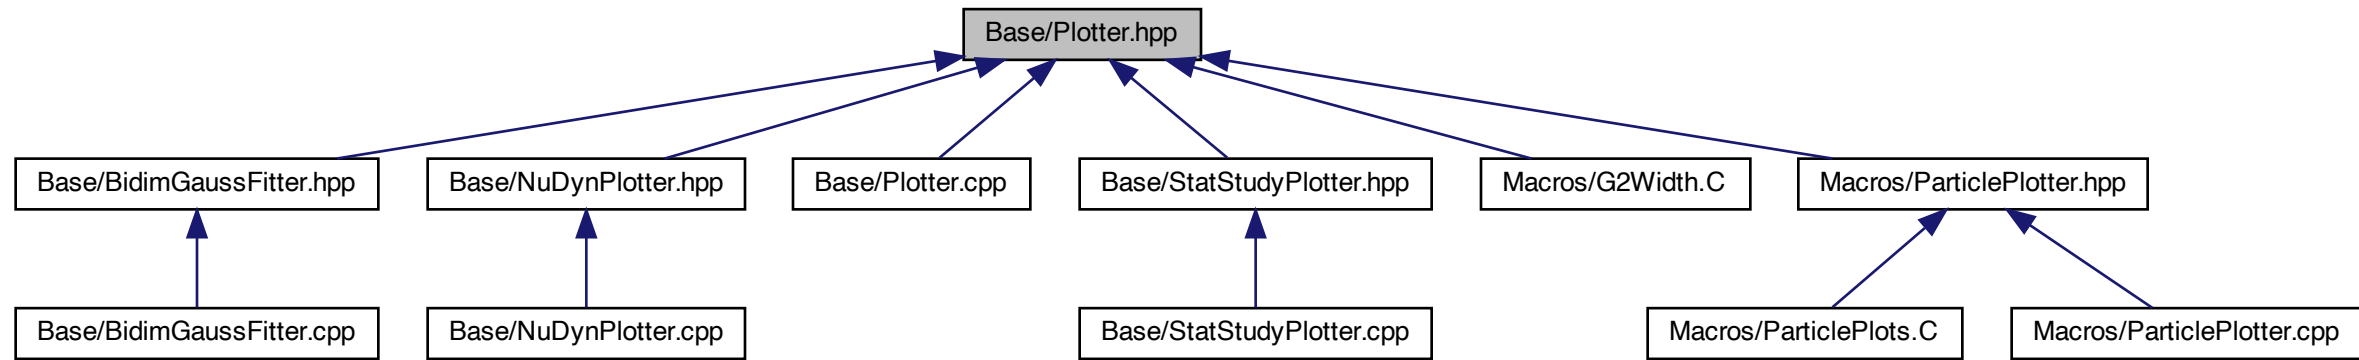 Base/Plotter.hpp
Base/BidimGaussFitter.hpp
Base/NuDynPlotter.hpp
Base/Plotter.cpp
Base/StatStudyPlotter.hpp
Macros/G2Width.C
Macros/ParticlePlotter.hpp
Base/BidimGaussFitter.cpp
Base/NuDynPlotter.cpp
Base/StatStudyPlotter.cpp
Macros/ParticlePlots.C
Macros/ParticlePlotter.cpp